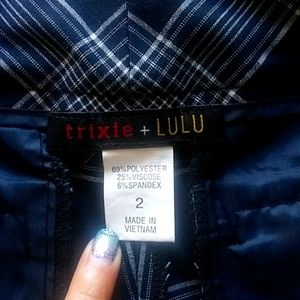 trixie + LULU
69%POLYESTER
25%VISCOSE
6%SPANDEX
2
MADE IN
VIETNAM